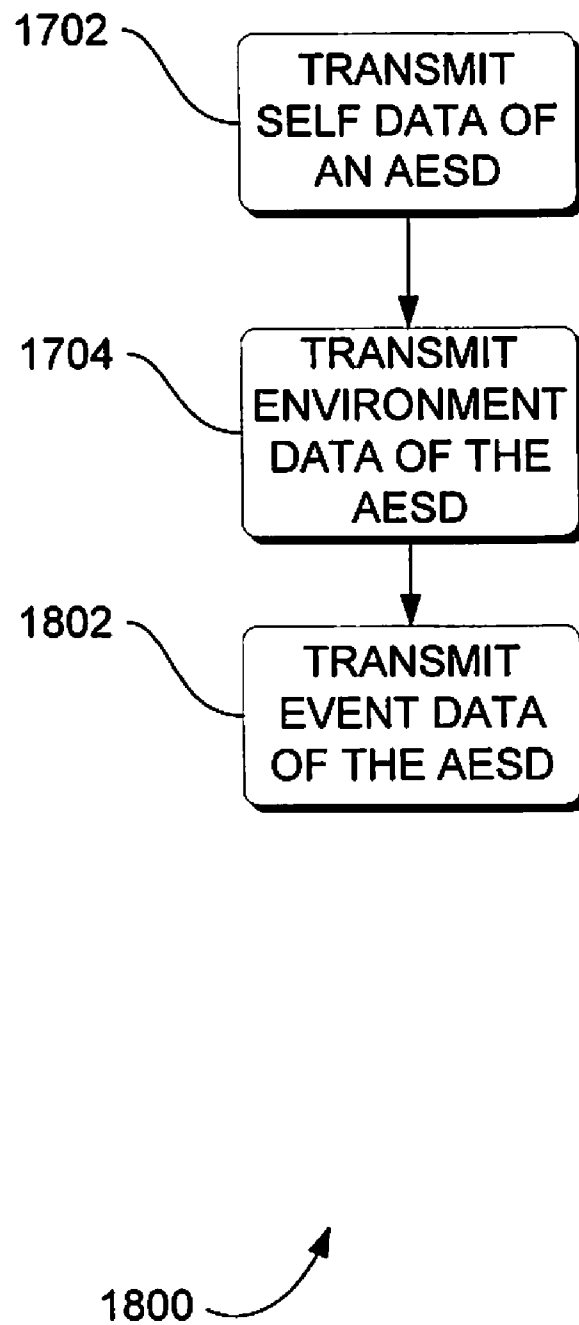 1702
TRANSMIT
SELF DATA OF
AN AESD
1704
TRANSMIT
ENVIRONMENT
DATA OF THE
AESD
1802
TRANSMIT
EVENT DATA
OF THE AESD
1800